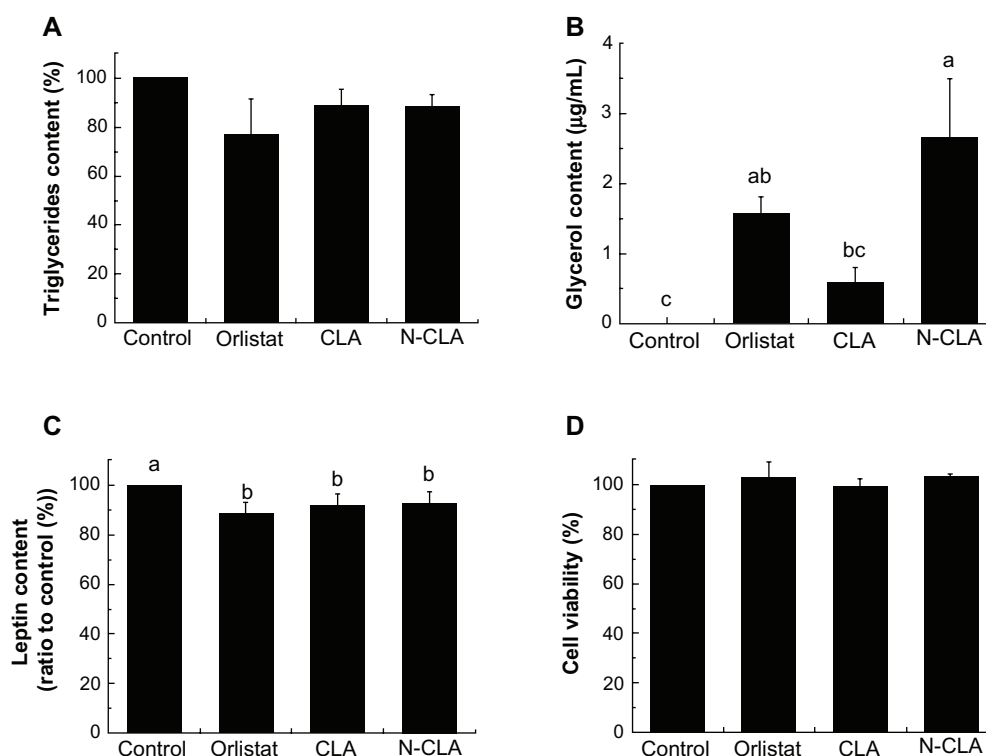 A
Triglycerides content (%)
100
80
60
40
20
0
Control Orlistat CLA N-CLA
B
Glycerol content (µg/mL)
4
3
2
1
0
c
ab
bc
a
Control Orlistat CLA N-CLA
C
Leptin content
(ratio to control (%))
100
80
60
40
20
0
a
b
b
b
Control Orlistat CLA N-CLA
D
Cell viability (%)
100
80
60
40
20
0
Control Orlistat CLA N-CLA